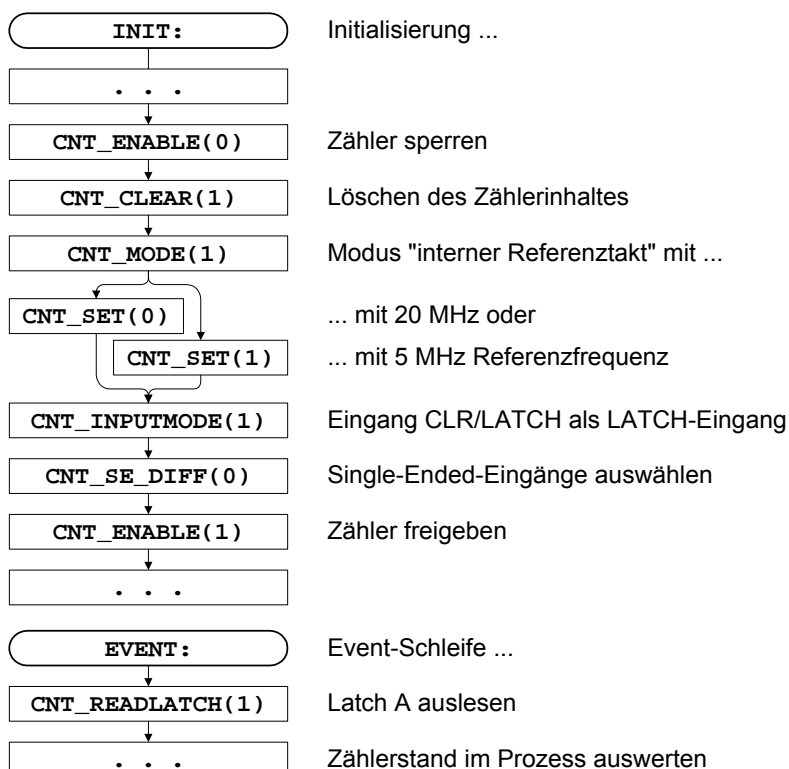 INIT: Initialisierung ...
. . .
CNT_ENABLE(0) Zähler sperren
CNT_CLEAR(1) Löschen des Zählerinhaltes
CNT_MODE(1) Modus "interner Referenztakt" mit ...
CNT_SET(0) ... mit 20 MHz oder
CNT_SET(1) ... mit 5 MHz Referenzfrequenz
CNT_INPUTMODE(1) Eingang CLR/LATCH als LATCH-Eingang
CNT_SE_DIFF(0) Single-Ended-Eingänge auswählen
CNT_ENABLE(1) Zähler freigeben
. . .
EVENT: Event-Schleife ...
CNT_READLATCH(1) Latch A auslesen
. . . Zählerstand im Prozess auswerten